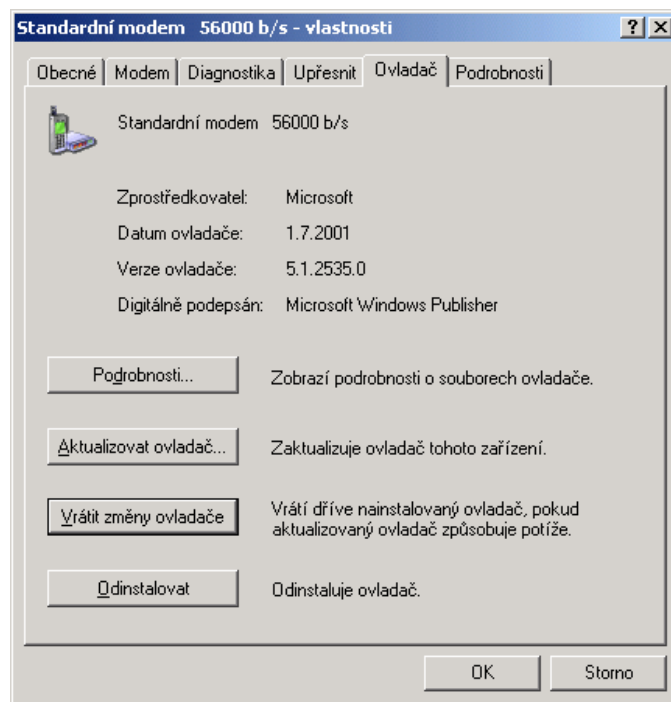 Standardní modem 56000 b/s - vlastnosti
Obecné Modem Diagnostika Upřesnit Ovladač Podrobnosti
Standardní modem 56000 b/s
Zprostředkovatel: Microsoft
Datum ovladače: 1.7.2001
Verze ovladače: 5.1.2535.0
Digitálně podepsán: Microsoft Windows Publisher
Podrobnosti... Zobrazí podrobnosti o souborech ovladače.
Aktualizovat ovladač... Zaktualizuje ovladač tohoto zařízení.
Vrátit změny ovladače Vrátí dříve nainstalovaný ovladač, pokud
aktualizovaný ovladač způsobuje potíže.
Odinstalovat Odinstaluje ovladač.
OK Storno